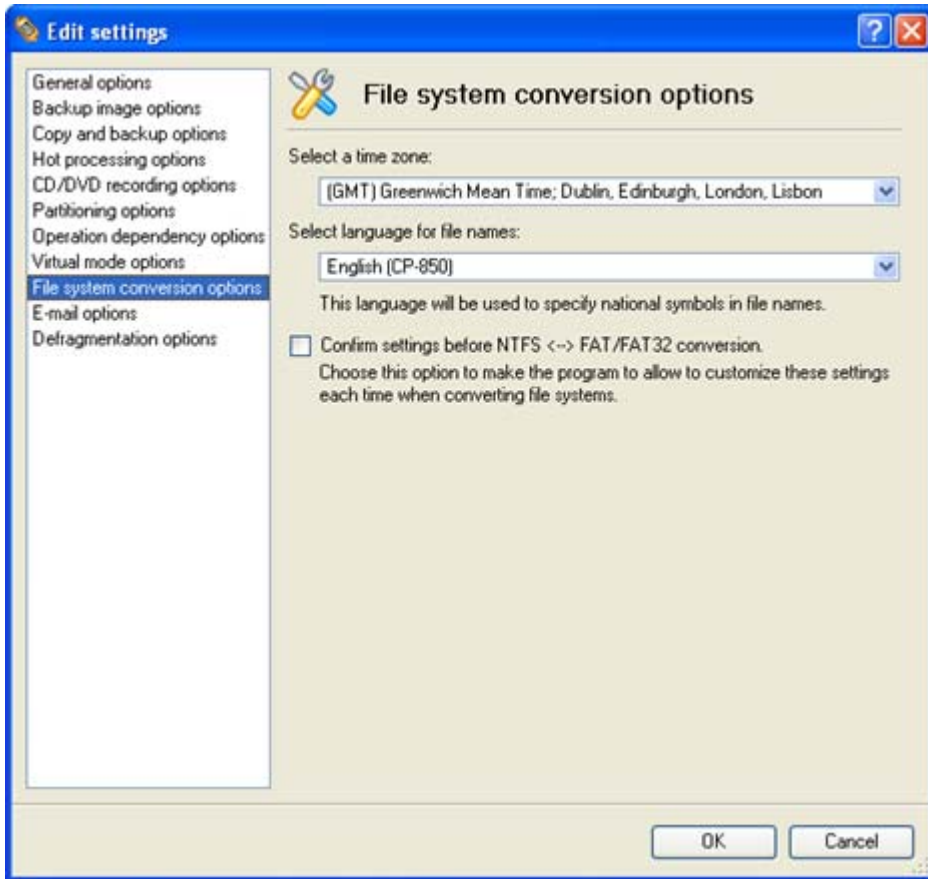 Edit settings
General options
Backup image options
Copy and backup options
Hot processing options
CD/DVD recording options
Partitioning options
Operation dependency options
Virtual mode options
File system conversion options
E-mail options
Defragmentation options
File system conversion options
Select a time zone:
(GMT) Greenwich Mean Time; Dublin, Edinburgh, London, Lisbon
Select language for file names:
English (CP-850)
This language will be used to specify national symbols in file names.
Confirm settings before NTFS <--> FAT/FAT32 conversion.
Choose this option to make the program to allow to customize these settings
each time when converting file systems.
OK
Cancel